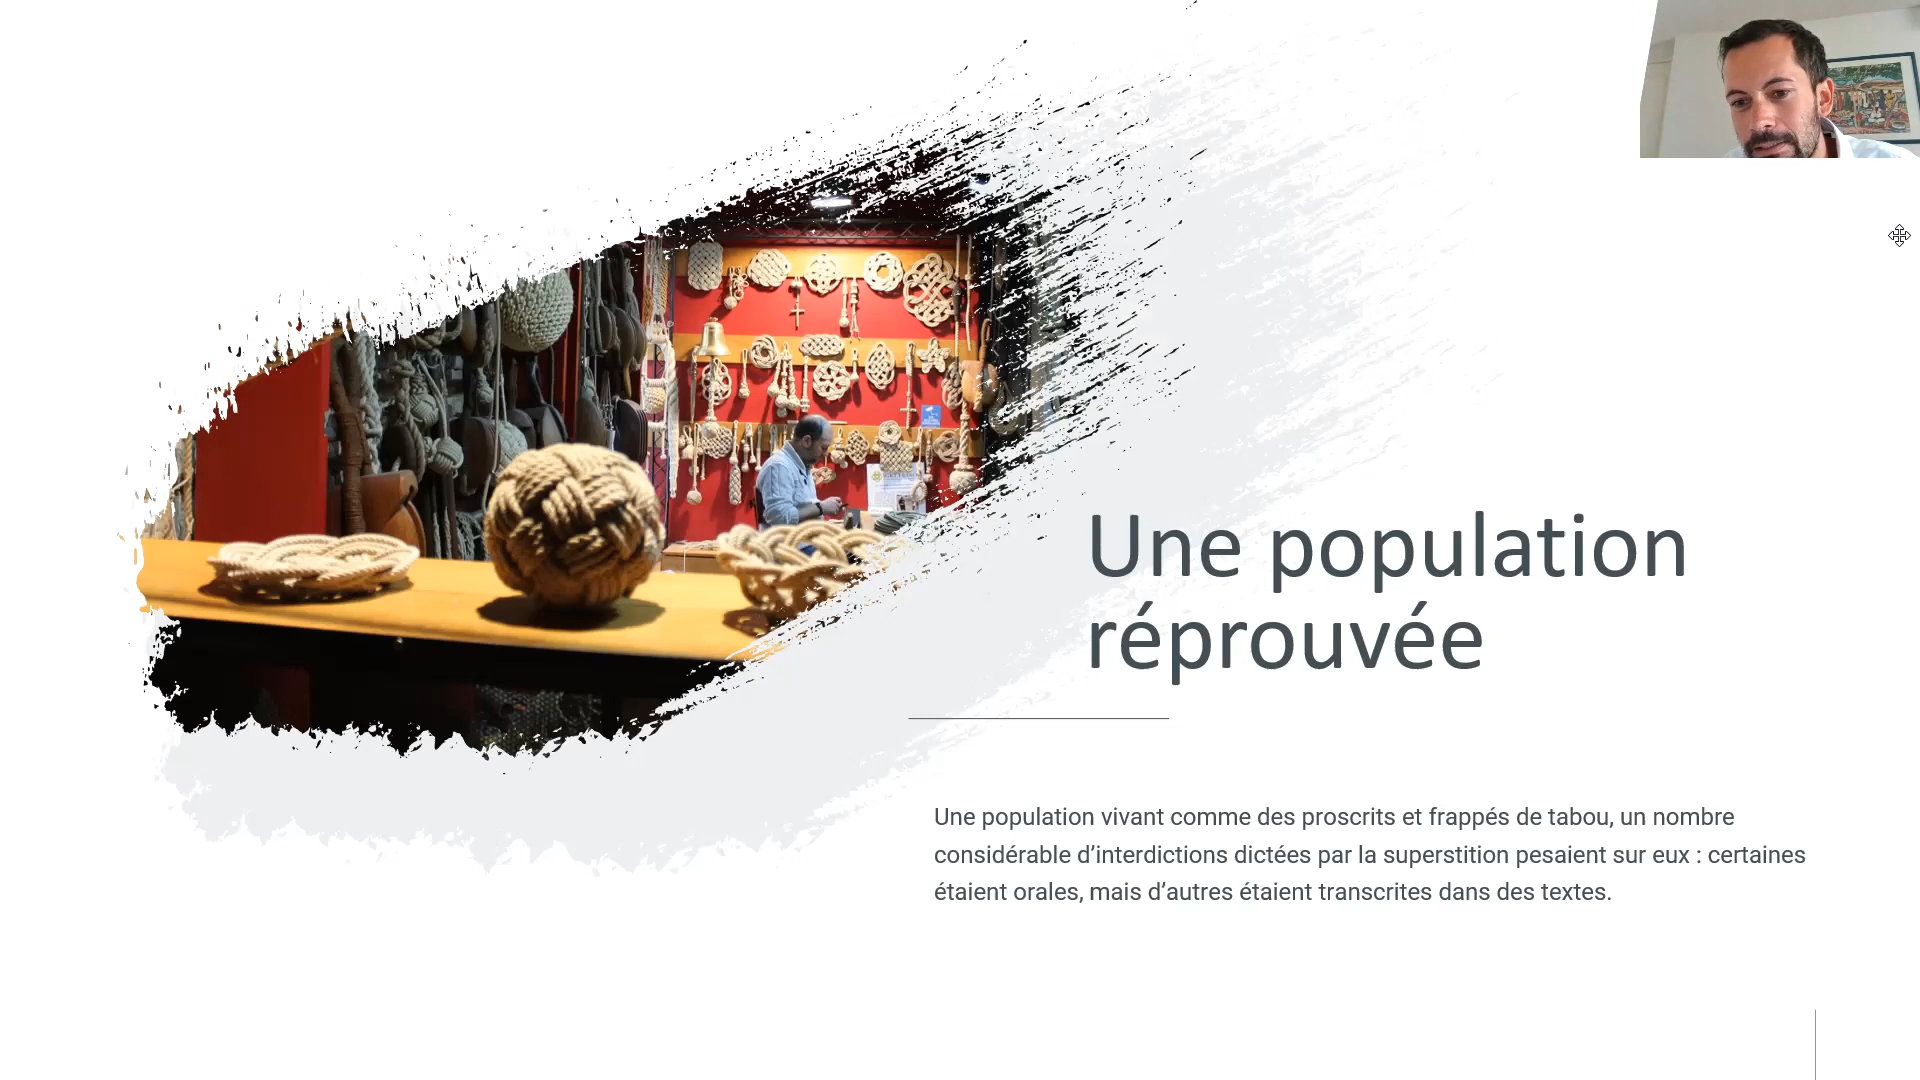 Une population
réprouvée
Une population vivant comme des proscrits et frappés de tabou, un nombre
considérable d’interdictions dictées par la superstition pesaient sur eux : certaines
étaient orales, mais d’autres étaient transcrites dans des textes.